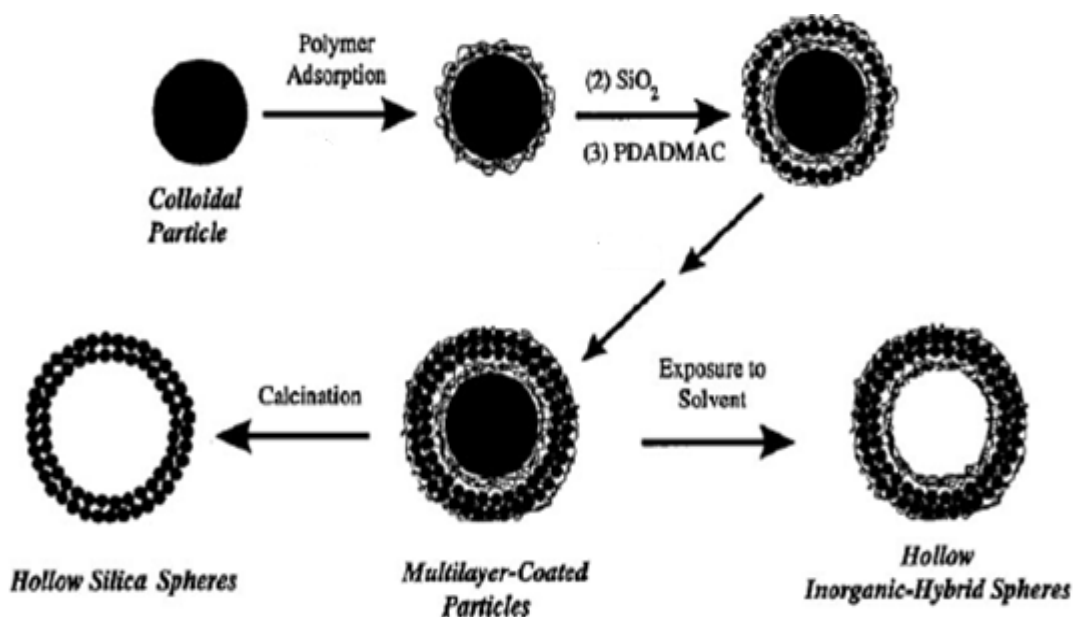 Polymer
Adsorption
(2) SiO₂
(3) PDADMAC
Colloidal
Particle
Calcination
Exposure to
Solvent
Hollow Silica Spheres
Multilayer-Coated
Particles
Hollow
Inorganic-Hybrid Spheres